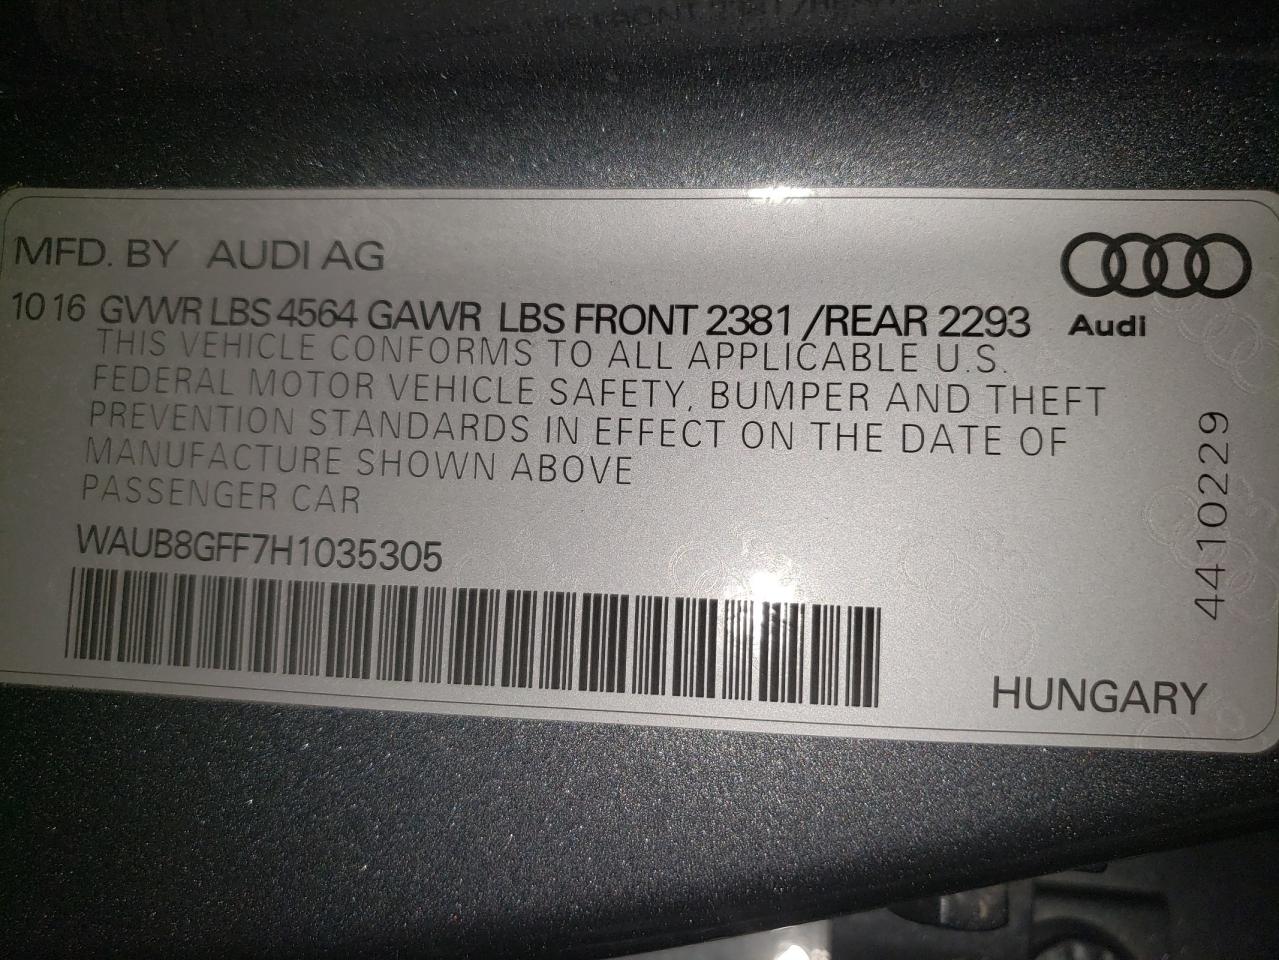 MFD. BY AUDI AG
10 16 GVWR LBS 4564 GAWR LBS FRONT 2381 /REAR 2293
Audi
THIS VEHICLE CONFORMS TO ALL APPLICABLE U.S.
FEDERAL MOTOR VEHICLE SAFETY, BUMPER AND THEFT
PREVENTION STANDARDS IN EFFECT ON THE DATE OF
MANUFACTURE SHOWN ABOVE
PASSENGER CAR
WAUB8GFF7H1035305
4410229
HUNGARY